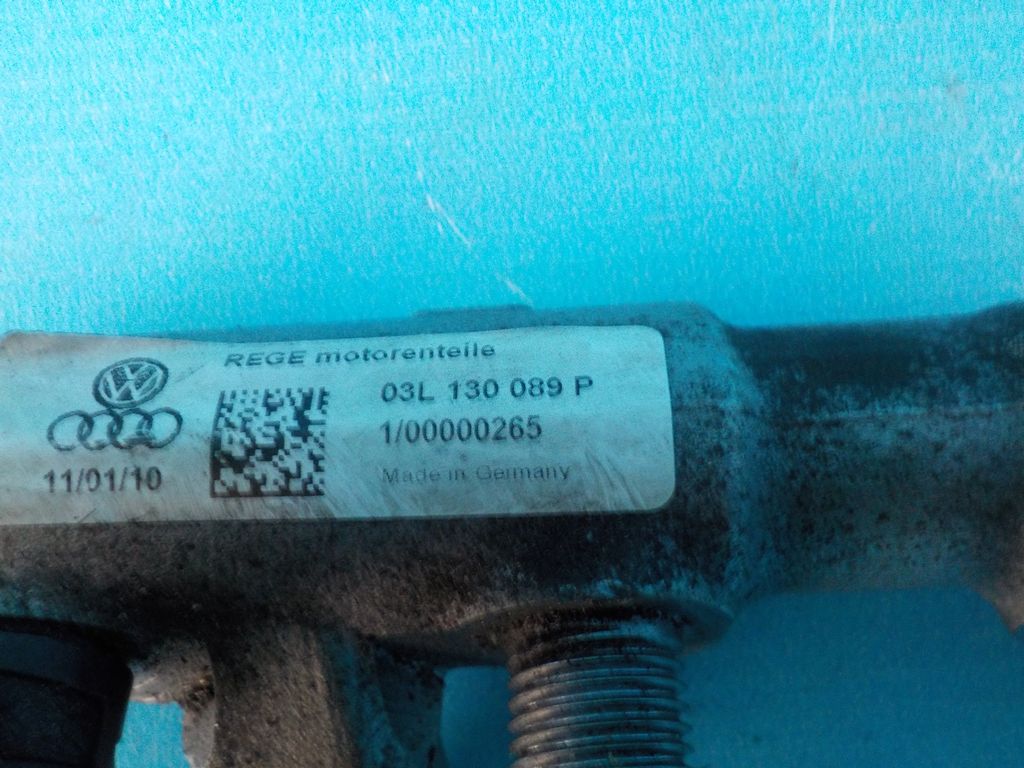 REGE motorenteile
03L 130 089 P
1/00000265
Made in Germany
11/01/10